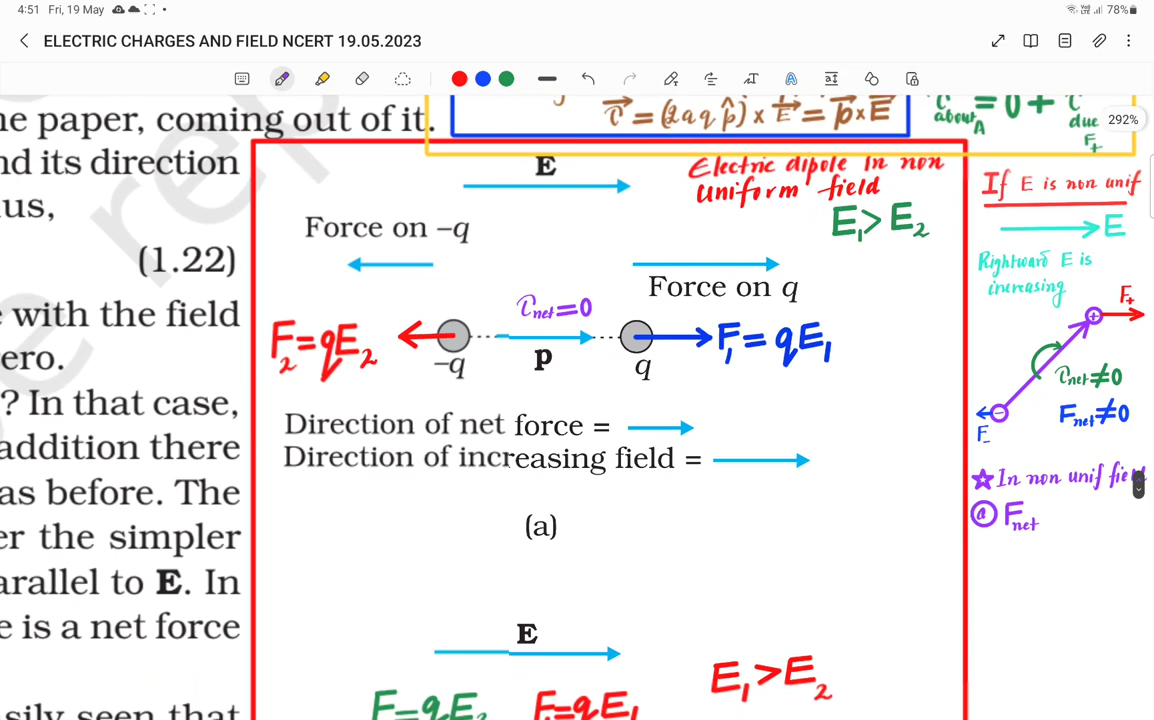 4:51 Fri, 19 May
78%
ELECTRIC CHARGES AND FIELD NCERT 19.05.2023
292%
e paper, coming out of it.
nd its direction
us,
(1.22)
with the field
ero.
? In that case,
addition there
as before. The
er the simpler
arallel to E. In
e is a net force
sily seen that
τ⃗ = (2aq p̂) × E⃗ = p⃗ × E⃗
τ about A = 0 + τ due F₊
E
Electric dipole in non
uniform field
E₁ > E₂
Force on –q
Force on q
τnet = 0
F₂ = qE₂
F₁ = qE₁
–q
p
q
Direction of net force =
Direction of increasing field =
(a)
E
E₁ > E₂
F=qE₂
F=qE₁
If E is non unif
E
Rightward E is
increasing
F₊
τnet ≠ 0
Fnet ≠ 0
F₋
☆ In non unif fie
ⓐ Fnet